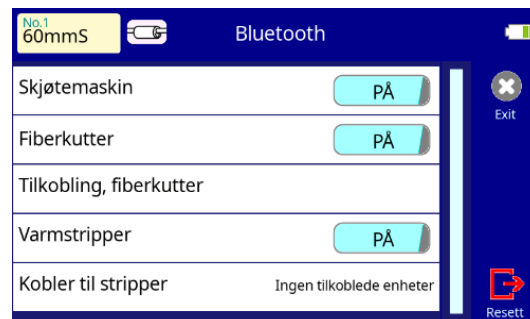 No.1
60mmS
Bluetooth
Skjøtemaskin PÅ
Exit
Fiberkutter PÅ
Tilkobling, fiberkutter
Varmstripper PÅ
Kobler til stripper Ingen tilkoblede enheter
Resett